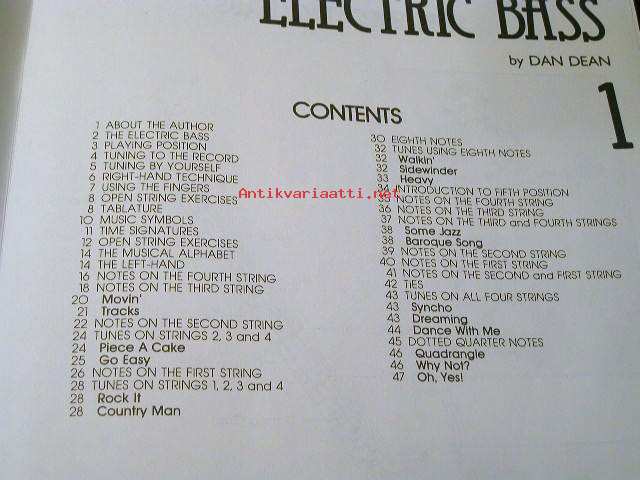 ELECTRIC BASS
by DAN DEAN
1
CONTENTS
1 ABOUT THE AUTHOR
2 THE ELECTRIC BASS
3 PLAYING POSITION
4 TUNING TO THE RECORD
5 TUNING BY YOURSELF
6 RIGHT-HAND TECHNIQUE
7 USING THE FINGERS
8 OPEN STRING EXERCISES
8 TABLATURE
10 MUSIC SYMBOLS
11 TIME SIGNATURES
12 OPEN STRING EXERCISES
14 THE MUSICAL ALPHABET
14 THE LEFT-HAND
16 NOTES ON THE FOURTH STRING
18 NOTES ON THE THIRD STRING
20 Movin'
21 Tracks
22 NOTES ON THE SECOND STRING
24 TUNES ON STRINGS 2, 3 and 4
24 Piece A Cake
25 Go Easy
26 NOTES ON THE FIRST STRING
28 TUNES ON STRINGS 1, 2, 3 and 4
28 Rock It
28 Country Man
30 EIGHTH NOTES
32 TUNES USING EIGHTH NOTES
32 Walkin'
32 Sidewinder
33 Heavy
34 INTRODUCTION TO FIFTH POSITION
35 NOTES ON THE FOURTH STRING
36 NOTES ON THE THIRD STRING
37 NOTES ON THE THIRD and FOURTH STRINGS
38 Some Jazz
38 Baroque Song
39 NOTES ON THE SECOND STRING
40 NOTES ON THE FIRST STRING
41 NOTES ON THE SECOND and FIRST STRING
42 TIES
43 TUNES ON ALL FOUR STRINGS
43 Syncho
43 Dreaming
44 Dance With Me
45 DOTTED QUARTER NOTES
46 Quadrangle
46 Why Not?
47 Oh, Yes!
Antikvariaatti.net